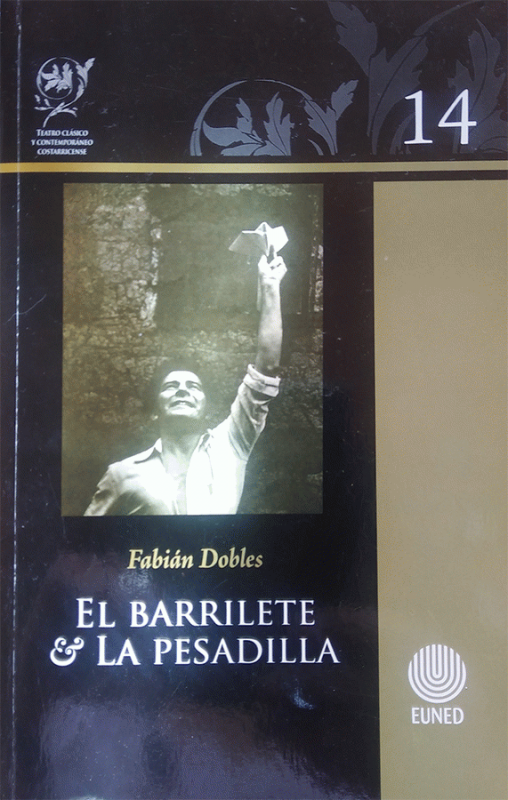 TEATRO CLÁSICO
Y CONTEMPORÁNEO
COSTARRICENSE
14
Fabián Dobles
EL BARRILETE
& LA PESADILLA
EUNED